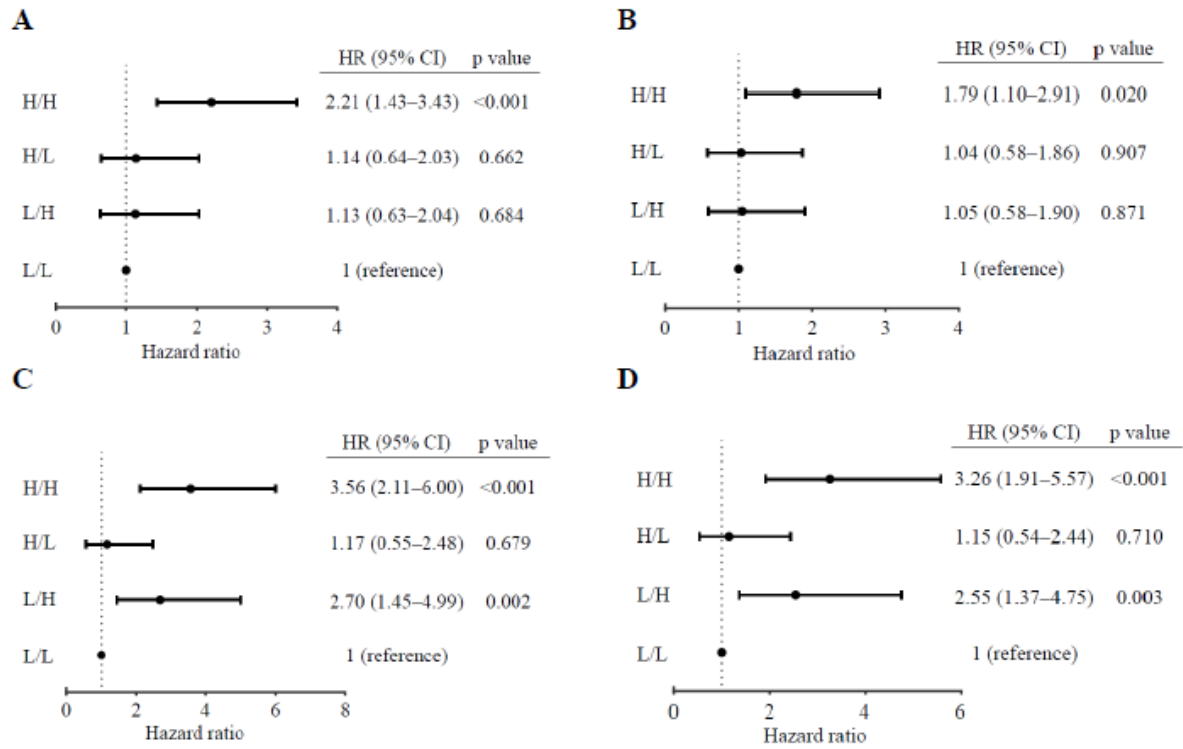 A
HR (95% CI) p value
H/H 2.21 (1.43–3.43) <0.001
H/L 1.14 (0.64–2.03) 0.662
L/H 1.13 (0.63–2.04) 0.684
L/L 1 (reference)
0 1 2 3 4
Hazard ratio
B
HR (95% CI) p value
H/H 1.79 (1.10–2.91) 0.020
H/L 1.04 (0.58–1.86) 0.907
L/H 1.05 (0.58–1.90) 0.871
L/L 1 (reference)
0 1 2 3 4
Hazard ratio
C
HR (95% CI) p value
H/H 3.56 (2.11–6.00) <0.001
H/L 1.17 (0.55–2.48) 0.679
L/H 2.70 (1.45–4.99) 0.002
L/L 1 (reference)
0 2 4 6 8
Hazard ratio
D
HR (95% CI) p value
H/H 3.26 (1.91–5.57) <0.001
H/L 1.15 (0.54–2.44) 0.710
L/H 2.55 (1.37–4.75) 0.003
L/L 1 (reference)
0 2 4 6
Hazard ratio